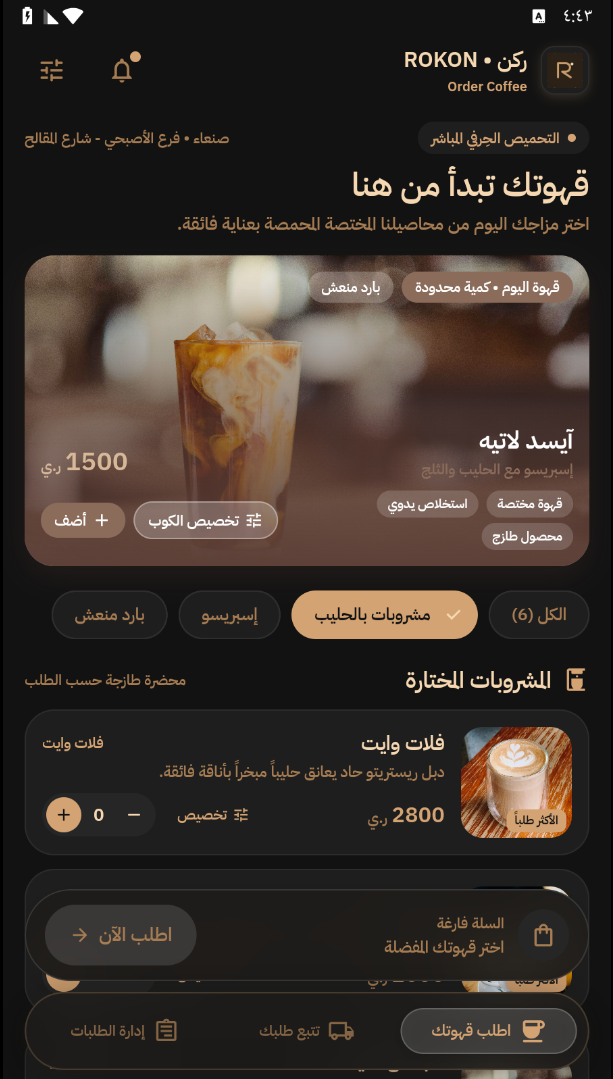 ٤:٤٣
A
ركن • ROKON
Order Coffee
R
التحميص الحِرفي المباشر
صنعاء • فرع الأصبحي - شارع المقالح
قهوتك تبدأ من هنا
اختر مزاجك اليوم من محاصيلنا المختصة المحمصة بعناية فائقة.
قهوة اليوم • كمية محدودة
بارد منعش
آيسد لاتيه
إسبريسو مع الحليب والثلج
1500 ر.ي
قهوة مختصة
استخلاص يدوي
محصول طازج
تخصيص الكوب
+ أضف
الكل (6)
مشروبات بالحليب
إسبريسو
بارد منعش
المشروبات المختارة
محضرة طازجة حسب الطلب
فلات وايت
فلات وايت
دبل ريستريتو حاد يعانق حليباً مبخراً بأناقة فائقة.
الأكثر طلباً
2800 ر.ي
تخصيص
− 0 +
السلة فارغة
اختر قهوتك المفضلة
اطلب الآن
اطلب قهوتك
تتبع طلبك
إدارة الطلبات